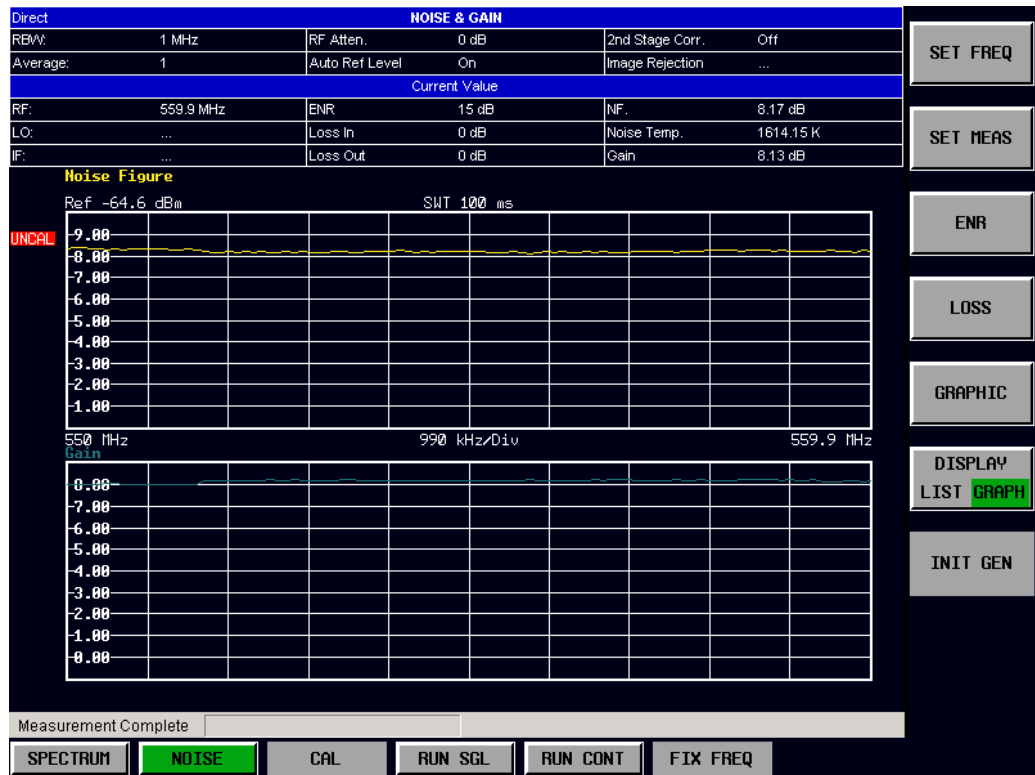 Direct NOISE & GAIN
RBW: 1 MHz RF Atten. 0 dB 2nd Stage Corr. Off
Average: 1 Auto Ref Level On Image Rejection ...
Current Value
RF: 559.9 MHz ENR 15 dB NF. 8.17 dB
LO: ... Loss In 0 dB Noise Temp. 1614.15 K
IF: ... Loss Out 0 dB Gain 8.13 dB
Noise Figure
Ref -64.6 dBm SWT 100 ms
UNCAL
9.00
8.00
7.00
6.00
5.00
4.00
3.00
2.00
1.00
550 MHz 990 kHz/Div 559.9 MHz
Gain
8.00
7.00
6.00
5.00
4.00
3.00
2.00
1.00
0.00
Measurement Complete
SPECTRUM NOISE CAL RUN SGL RUN CONT FIX FREQ
SET FREQ
SET MEAS
ENR
LOSS
GRAPHIC
DISPLAY
LIST GRAPH
INIT GEN